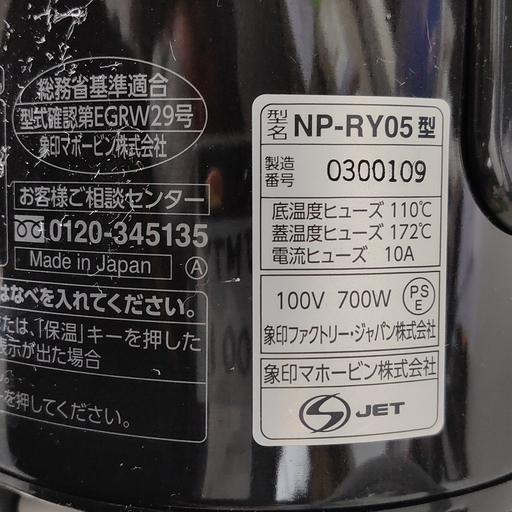 総務省基準適合
型式確認第EGRW29号
象印マホービン株式会社
お客様ご相談センター
0120-345135
Made in Japan
A
はなべを入れてください。
または、「保温」キーを押した
表示が出た場合
を押してください。
型名 NP-RY05型
製造番号 0300109
底温度ヒューズ 110℃
蓋温度ヒューズ 172℃
電流ヒューズ 10A
100V 700W PSE
象印ファクトリー・ジャパン株式会社
象印マホービン株式会社
S JET